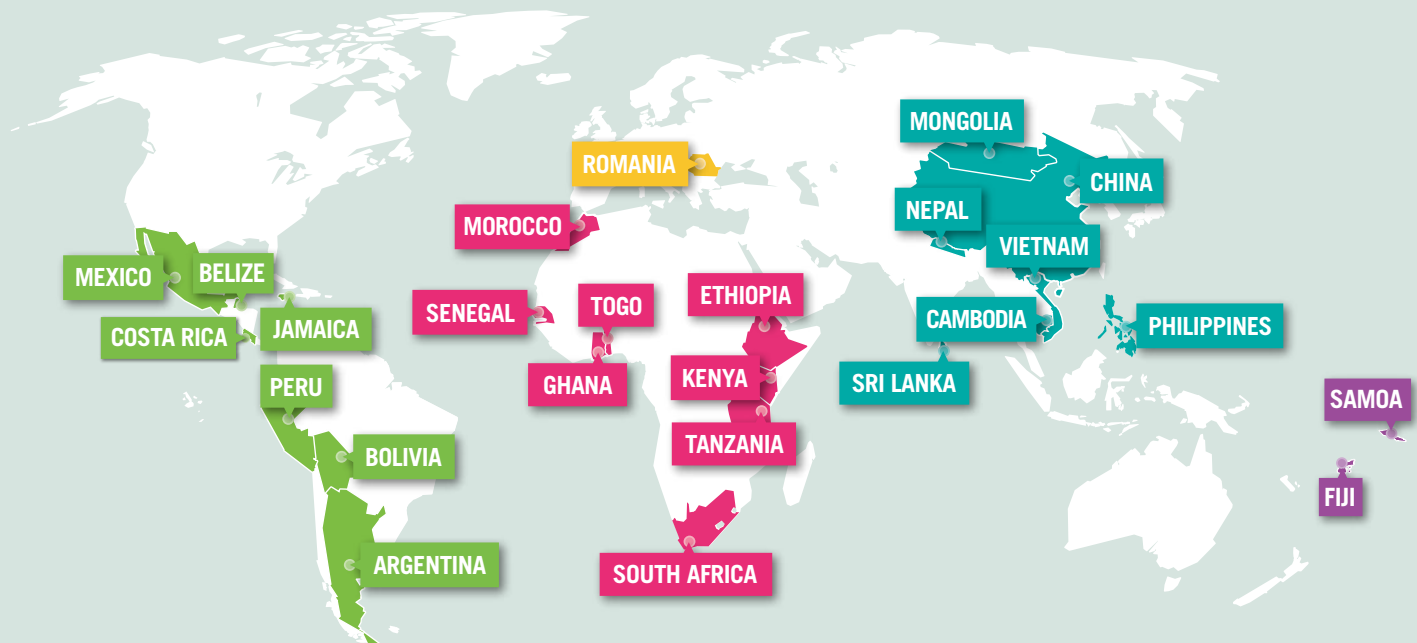 MONGOLIA
ROMANIA
CHINA
NEPAL
MOROCCO
VIETNAM
MEXICO
BELIZE
ETHIOPIA
SENEGAL
TOGO
COSTA RICA
JAMAICA
CAMBODIA
PHILIPPINES
PERU
GHANA
KENYA
SRI LANKA
SAMOA
TANZANIA
BOLIVIA
FIJI
ARGENTINA
SOUTH AFRICA